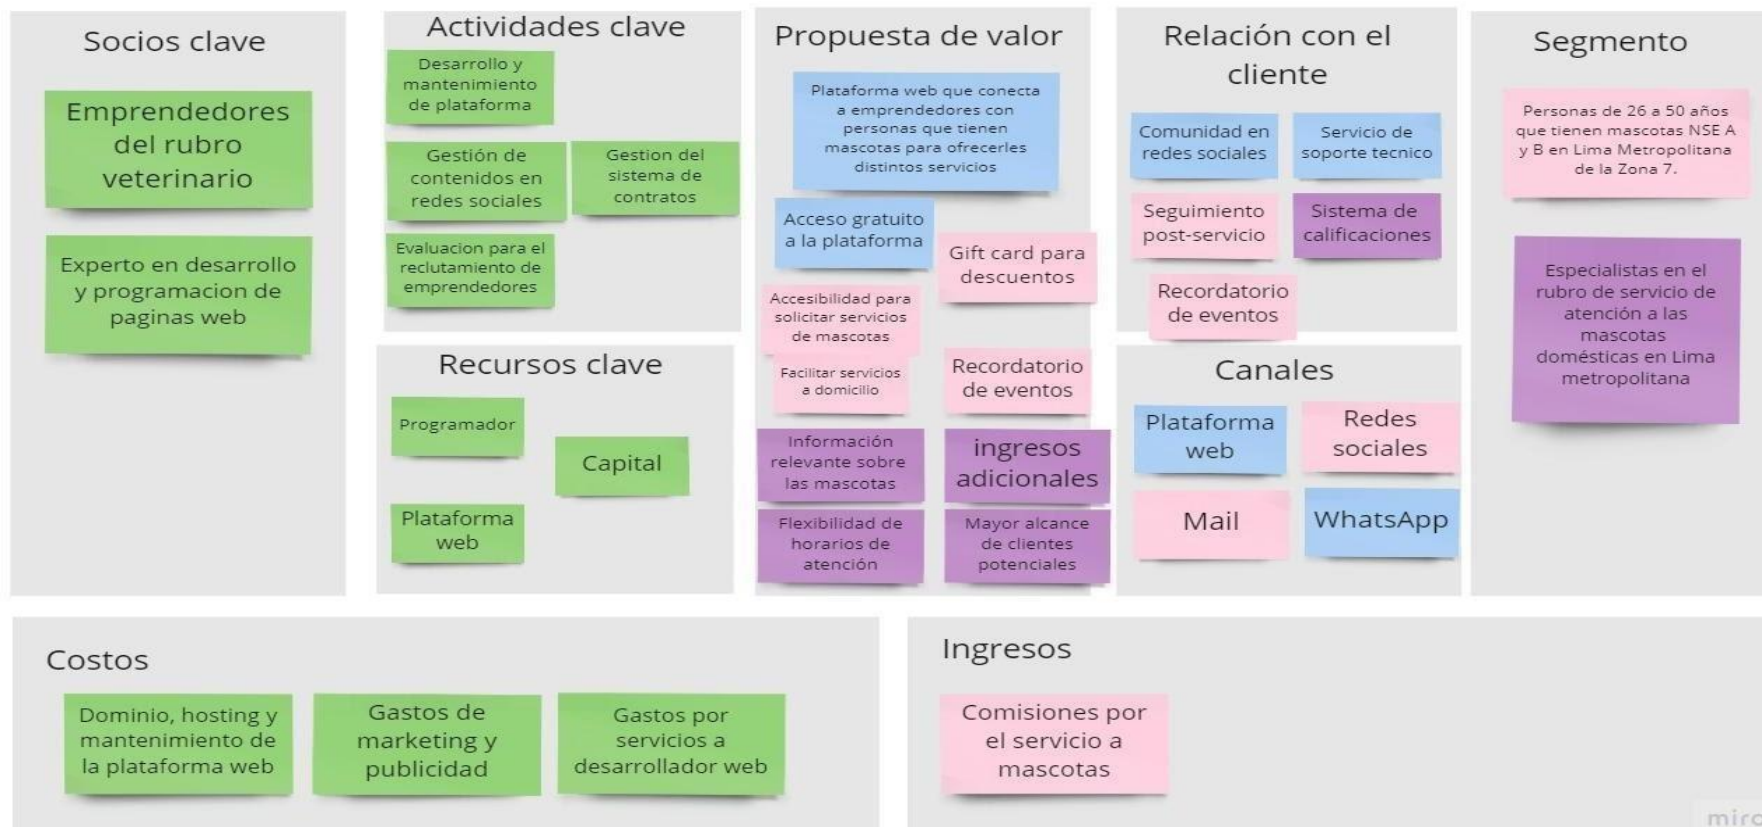 Socios clave
Emprendedores
del rubro
veterinario
Experto en desarrollo
y programacion de
paginas web
Actividades clave
Desarrollo y
mantenimiento
de plataforma
Gestión de
contenidos en
redes sociales
Gestion del
sistema de
contratos
Evaluacion para el
reclutamiento de
emprendedores
Recursos clave
Programador
Capital
Plataforma
web
Propuesta de valor
Plataforma web que conecta
a emprendedores con
personas que tienen
mascotas para ofrecerles
distintos servicios
Acceso gratuito
a la plataforma
Gift card para
descuentos
Accesibilidad para
solicitar servicios
de mascotas
Facilitar servicios
a domicilio
Recordatorio
de eventos
Información
relevante sobre
las mascotas
ingresos
adicionales
Flexibilidad de
horarios de
atención
Mayor alcance
de clientes
potenciales
Relación con el
cliente
Comunidad en
redes sociales
Servicio de
soporte tecnico
Seguimiento
post-servicio
Sistema de
calificaciones
Recordatorio
de eventos
Canales
Plataforma
web
Redes
sociales
Mail
WhatsApp
Segmento
Personas de 26 a 50 años
que tienen mascotas NSE A
y B en Lima Metropolitana
de la Zona 7.
Especialistas en el
rubro de servicio de
atención a las
mascotas
domésticas en Lima
metropolitana
Costos
Dominio, hosting y
mantenimiento de
la plataforma web
Gastos de
marketing y
publicidad
Gastos por
servicios a
desarrollador web
Ingresos
Comisiones por
el servicio a
mascotas
miro